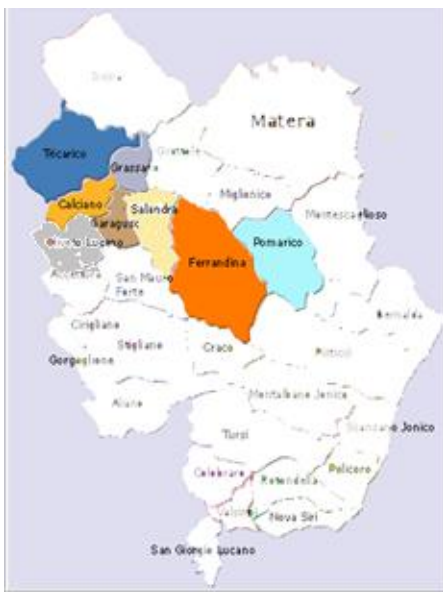 Matera
Tricarico
Grassano
Grottole
Calciano
Salandra
Miglionico
Garaguso
Montescaglioso
Oliveto Lucano
Ferrandina
Pomarico
Accettura
San Mauro
Forte
Bernalda
Cirigliano
Stigliano
Craco
Pisticci
Gorgoglione
Aliano
Montalbano Jonico
Tursi
Scanzano Jonico
Policoro
Rotondella
Valsinni
Nova Siri
San Giorgio Lucano